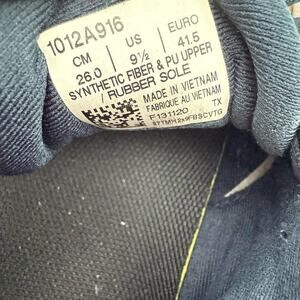 1012A916
CM US EURO
26.0 9½ 41.5
SYNTHETIC FIBER & PU UPPER
/ RUBBER SOLE
MADE IN VIETNAM
FABRIQUE AU VIETNAM
F131120 TX